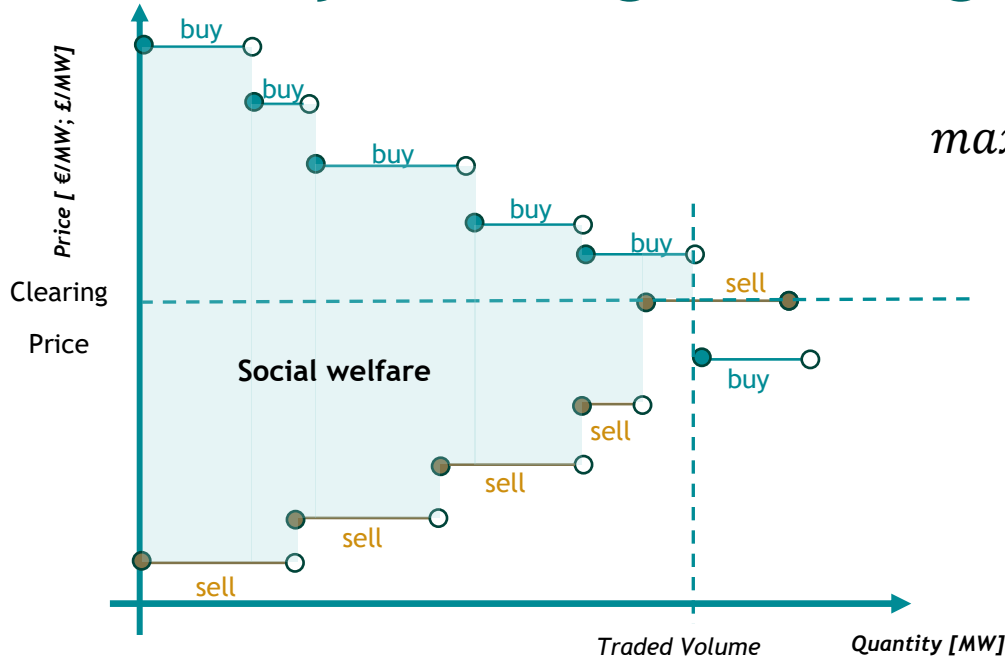 buy
buy
max
buy
Price [ €/MW; £/MW]
buy
buy
Clearing
sell
Price
Social welfare
buy
sell
sell
sell
sell
Traded Volume
Quantity [MW]